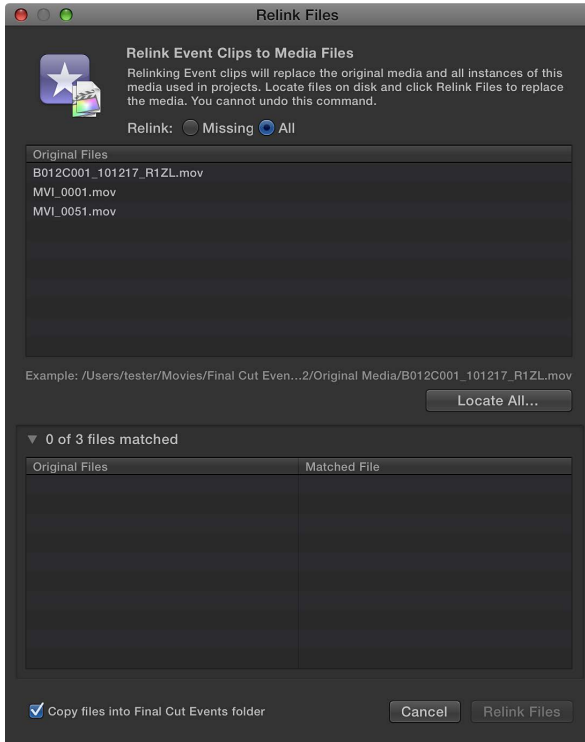 Relink Files
Relink Event Clips to Media Files
Relinking Event clips will replace the original media and all instances of this
media used in projects. Locate files on disk and click Relink Files to replace
the media. You cannot undo this command.
Relink: Missing All
Original Files
B012C001_101217_R1ZL.mov
MVI_0001.mov
MVI_0051.mov
Example: /Users/tester/Movies/Final Cut Even...2/Original Media/B012C001_101217_R1ZL.mov
Locate All...
0 of 3 files matched
Original Files Matched File
Copy files into Final Cut Events folder
Cancel Relink Files